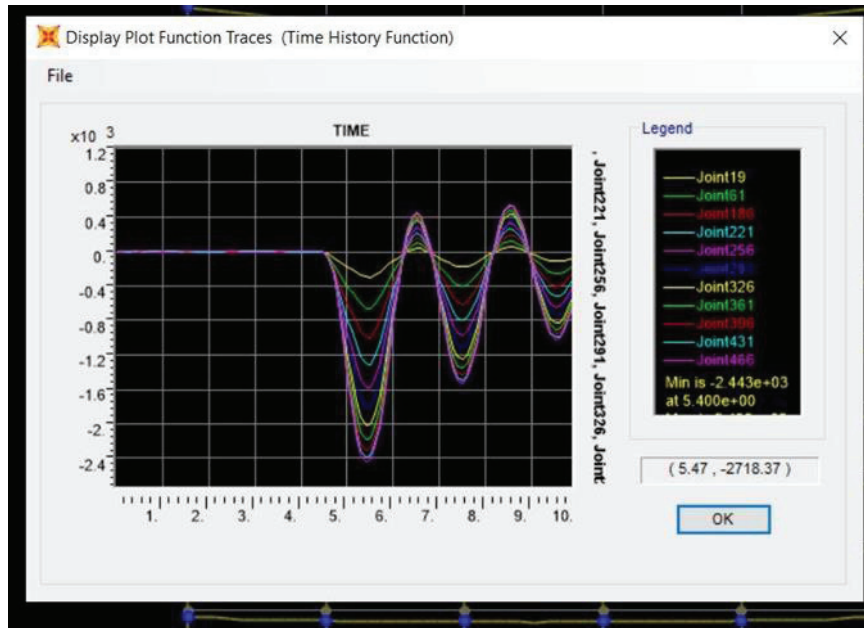 Display Plot Function Traces (Time History Function)
File
TIME
x10 3
1.2
0.8
0.4
0.
-0.4
-0.8
-1.2
-1.6
-2.
-2.4
1. 2. 3. 4. 5. 6. 7. 8. 9. 10.
, Joint221, Joint256, Joint291, Joint326, Joint
Legend
Joint19
Joint61
Joint186
Joint221
Joint256
Joint291
Joint326
Joint361
Joint396
Joint431
Joint466
Min is -2.443e+03
at 5.400e+00
( 5.47 , -2718.37 )
OK